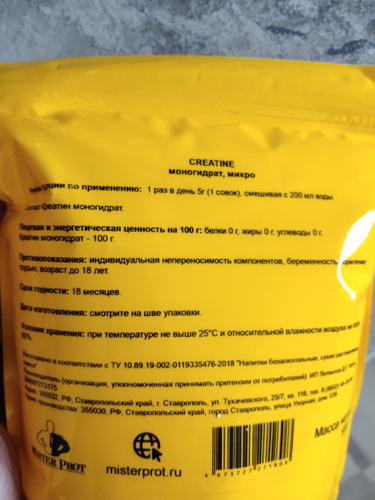 CREATINE
моногидрат, микро
по применению: 1 раз в день 5г (1 совок), смешивая с 200 мл воды.
Креатин моногидрат.
Пищевая и энергетическая ценность на 100 г: белки 0 г, жиры 0 г, углеводы 0 г,
Креатин моногидрат - 100 г
Противопоказания: индивидуальная непереносимость компонентов, беременность,
грудью, возраст до 18 лет.
Срок годности: 18 месяцев.
Дата изготовления: смотрите на шве упаковки.
Условия хранения: при температуре не выше 25°С и относительной влажности воздуха не
Изготовлено в соответствии с ТУ 10.89.19-002-0119335476-2018 "Напитки безалкогольные, сухие
Производитель (организация, уполномоченная принимать претензии от потребителей): ИП
355032, РФ, Ставропольский край, г. Ставрополь, ул. Тухачевского, 25/7, кв. 116,
производства: 355030, РФ, Ставропольский край, город Ставрополь, улица
Масса
MISTER PROT
misterprot.ru